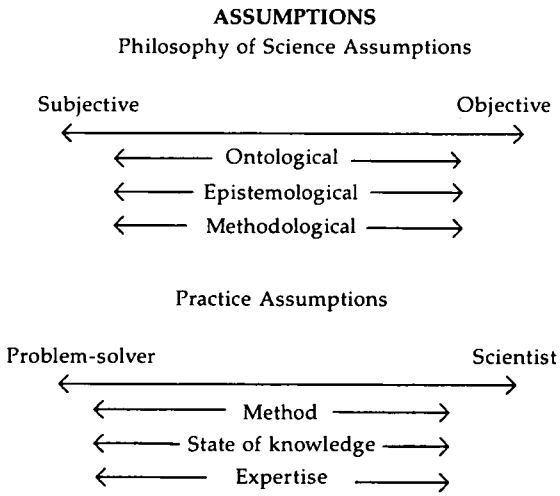 ASSUMPTIONS
Philosophy of Science Assumptions
Subjective Objective
Ontological
Epistemological
Methodological
Practice Assumptions
Problem-solver Scientist
Method
State of knowledge
Expertise